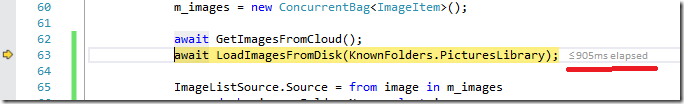 60 m_images = new ConcurrentBag<ImageItem>();
61
62 await GetImagesFromCloud();
63 await LoadImagesFromDisk(KnownFolders.PicturesLibrary); ≤905ms elapsed
64
65 ImageListSource.Source = from image in m_images